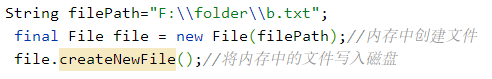 String filePath="F:\\folder\\b.txt";
final File file = new File(filePath);//内存中创建文件
file.createNewFile();//将内存中的文件写入磁盘